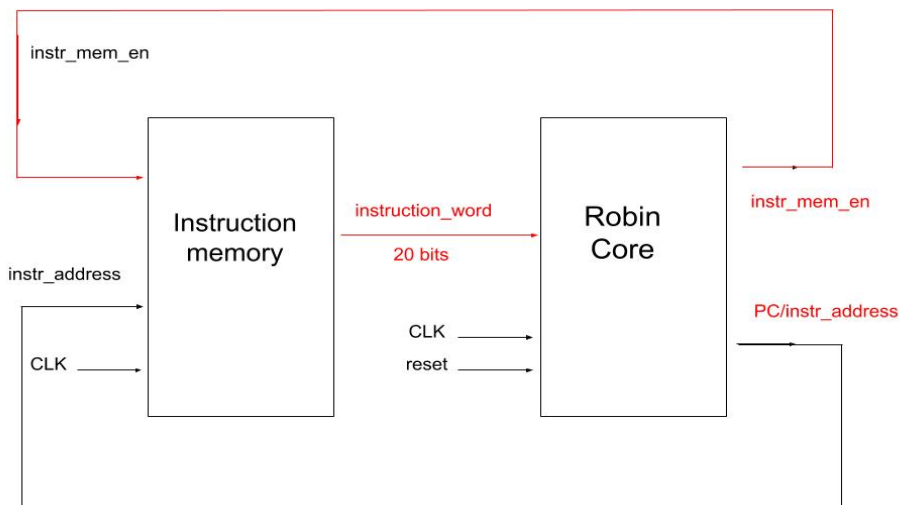 instr_mem_en
Instruction
memory
instr_address
CLK
instruction_word
20 bits
CLK
reset
Robin
Core
instr_mem_en
PC/instr_address